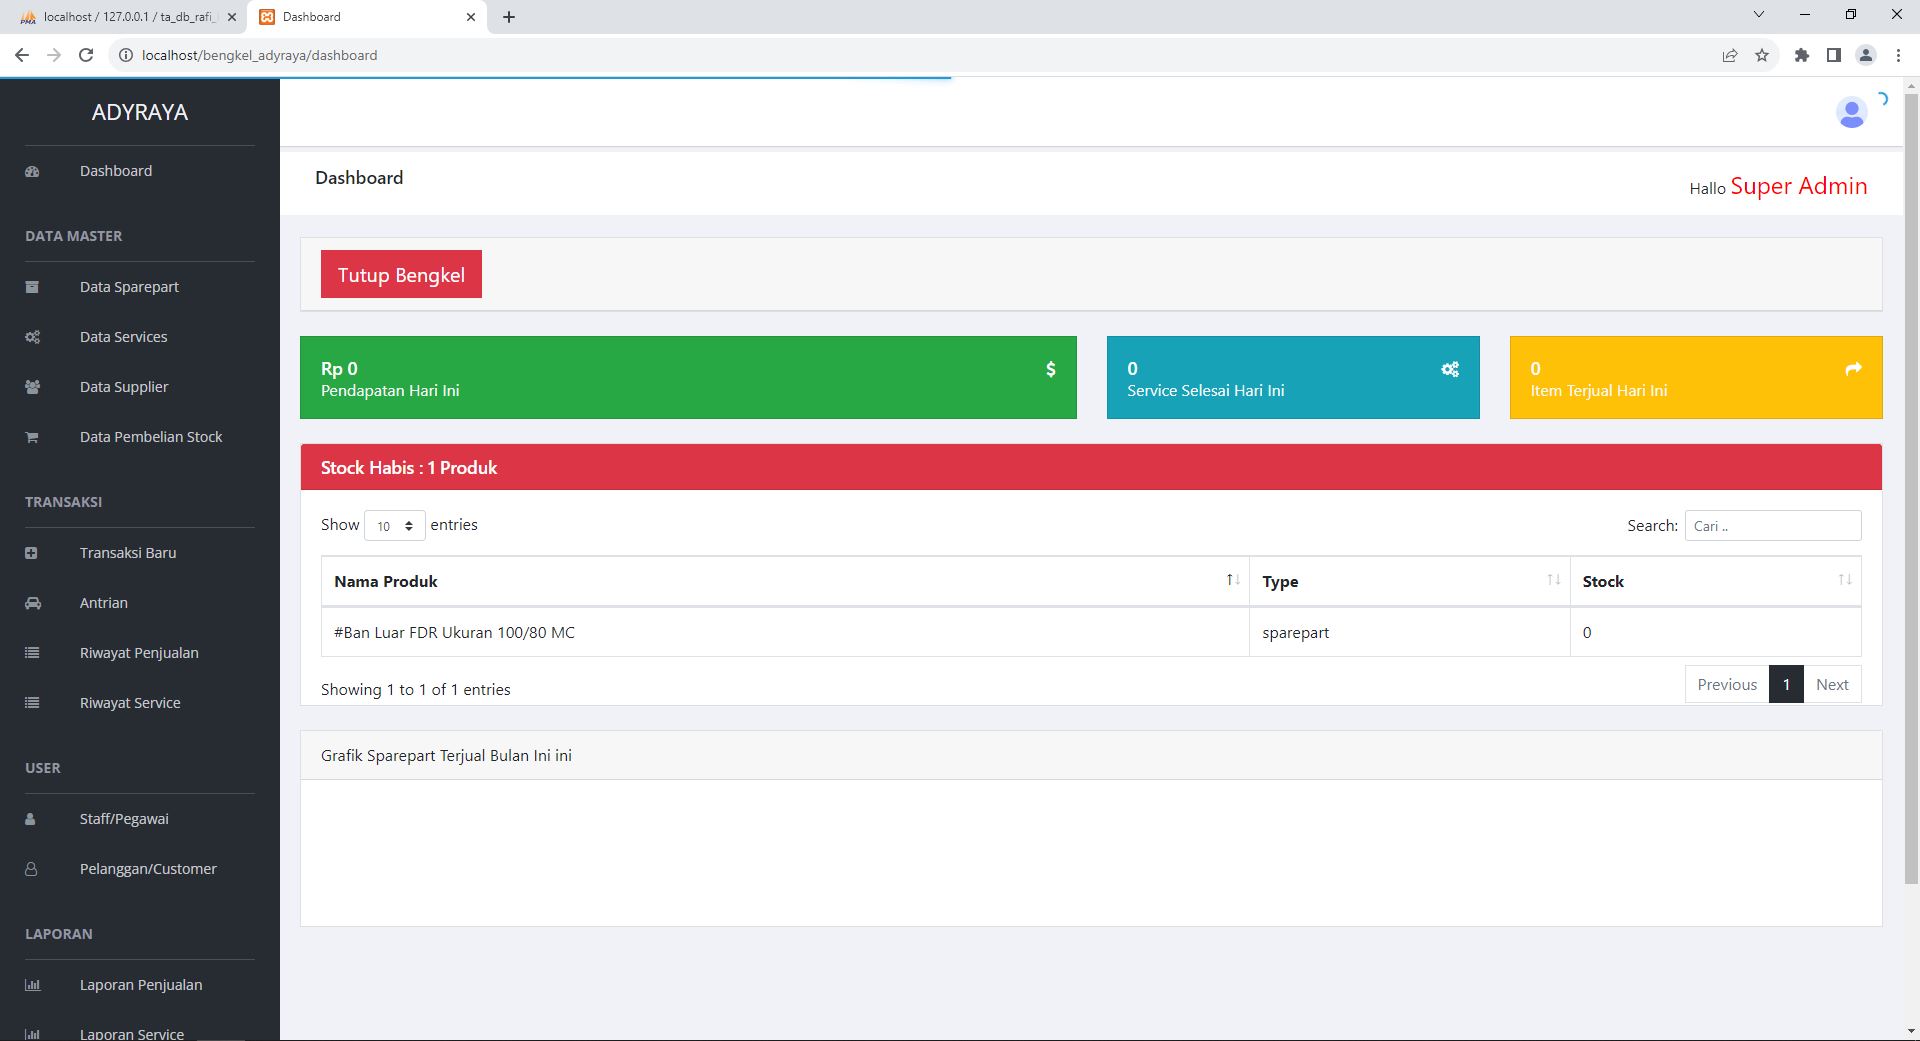 localhost / 127.0.0.1 / ta_db_rafi_
Dashboard
localhost/bengkel_adyraya/dashboard
ADYRAYA
Dashboard
DATA MASTER
Data Sparepart
Data Services
Data Supplier
Data Pembelian Stock
TRANSAKSI
Transaksi Baru
Antrian
Riwayat Penjualan
Riwayat Service
USER
Staff/Pegawai
Pelanggan/Customer
LAPORAN
Laporan Penjualan
Laporan Service
Dashboard
Hallo Super Admin
Tutup Bengkel
Rp 0
Pendapatan Hari Ini
0
Service Selesai Hari Ini
0
Item Terjual Hari Ini
Stock Habis : 1 Produk
Show 10 entries
Search: Cari ..
Nama Produk Type Stock
#Ban Luar FDR Ukuran 100/80 MC sparepart 0
Showing 1 to 1 of 1 entries
Previous 1 Next
Grafik Sparepart Terjual Bulan Ini ini